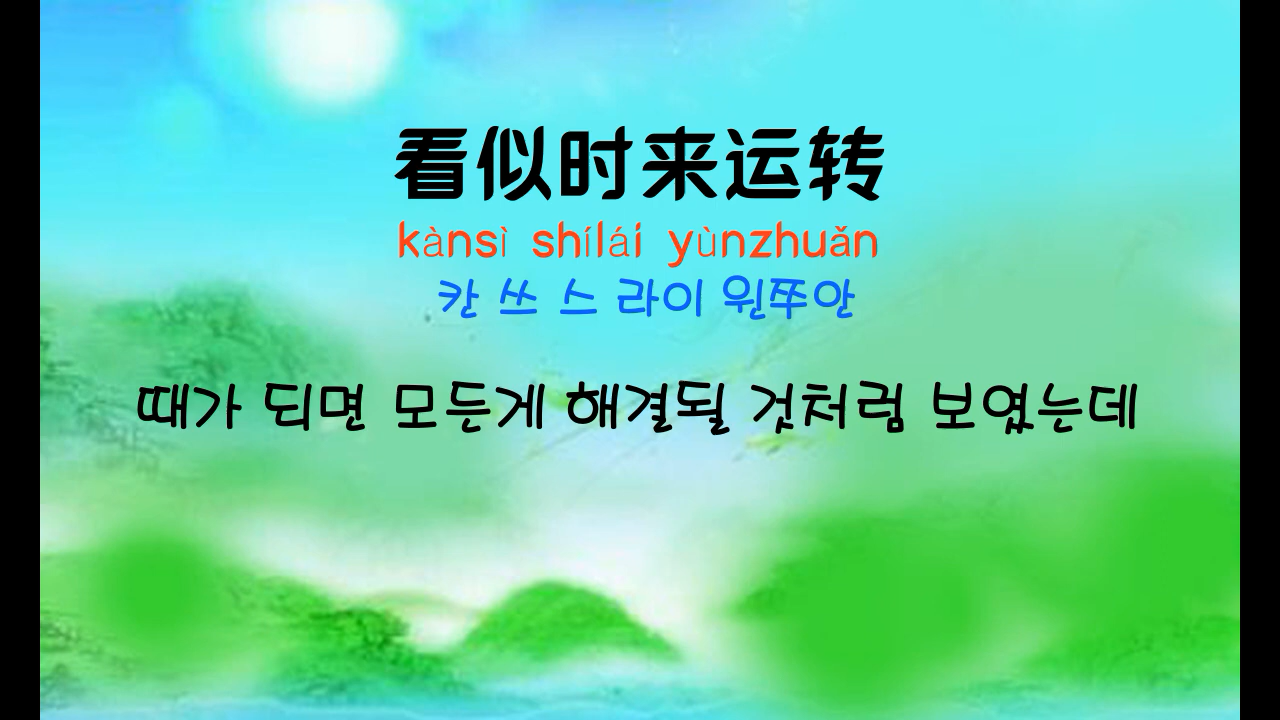 看似时来运转
kànsì shílái yùnzhuǎn
칸 쓰 스 라이 윈쭈안
때가 되면 모든게 해결될 것처럼 보였는데